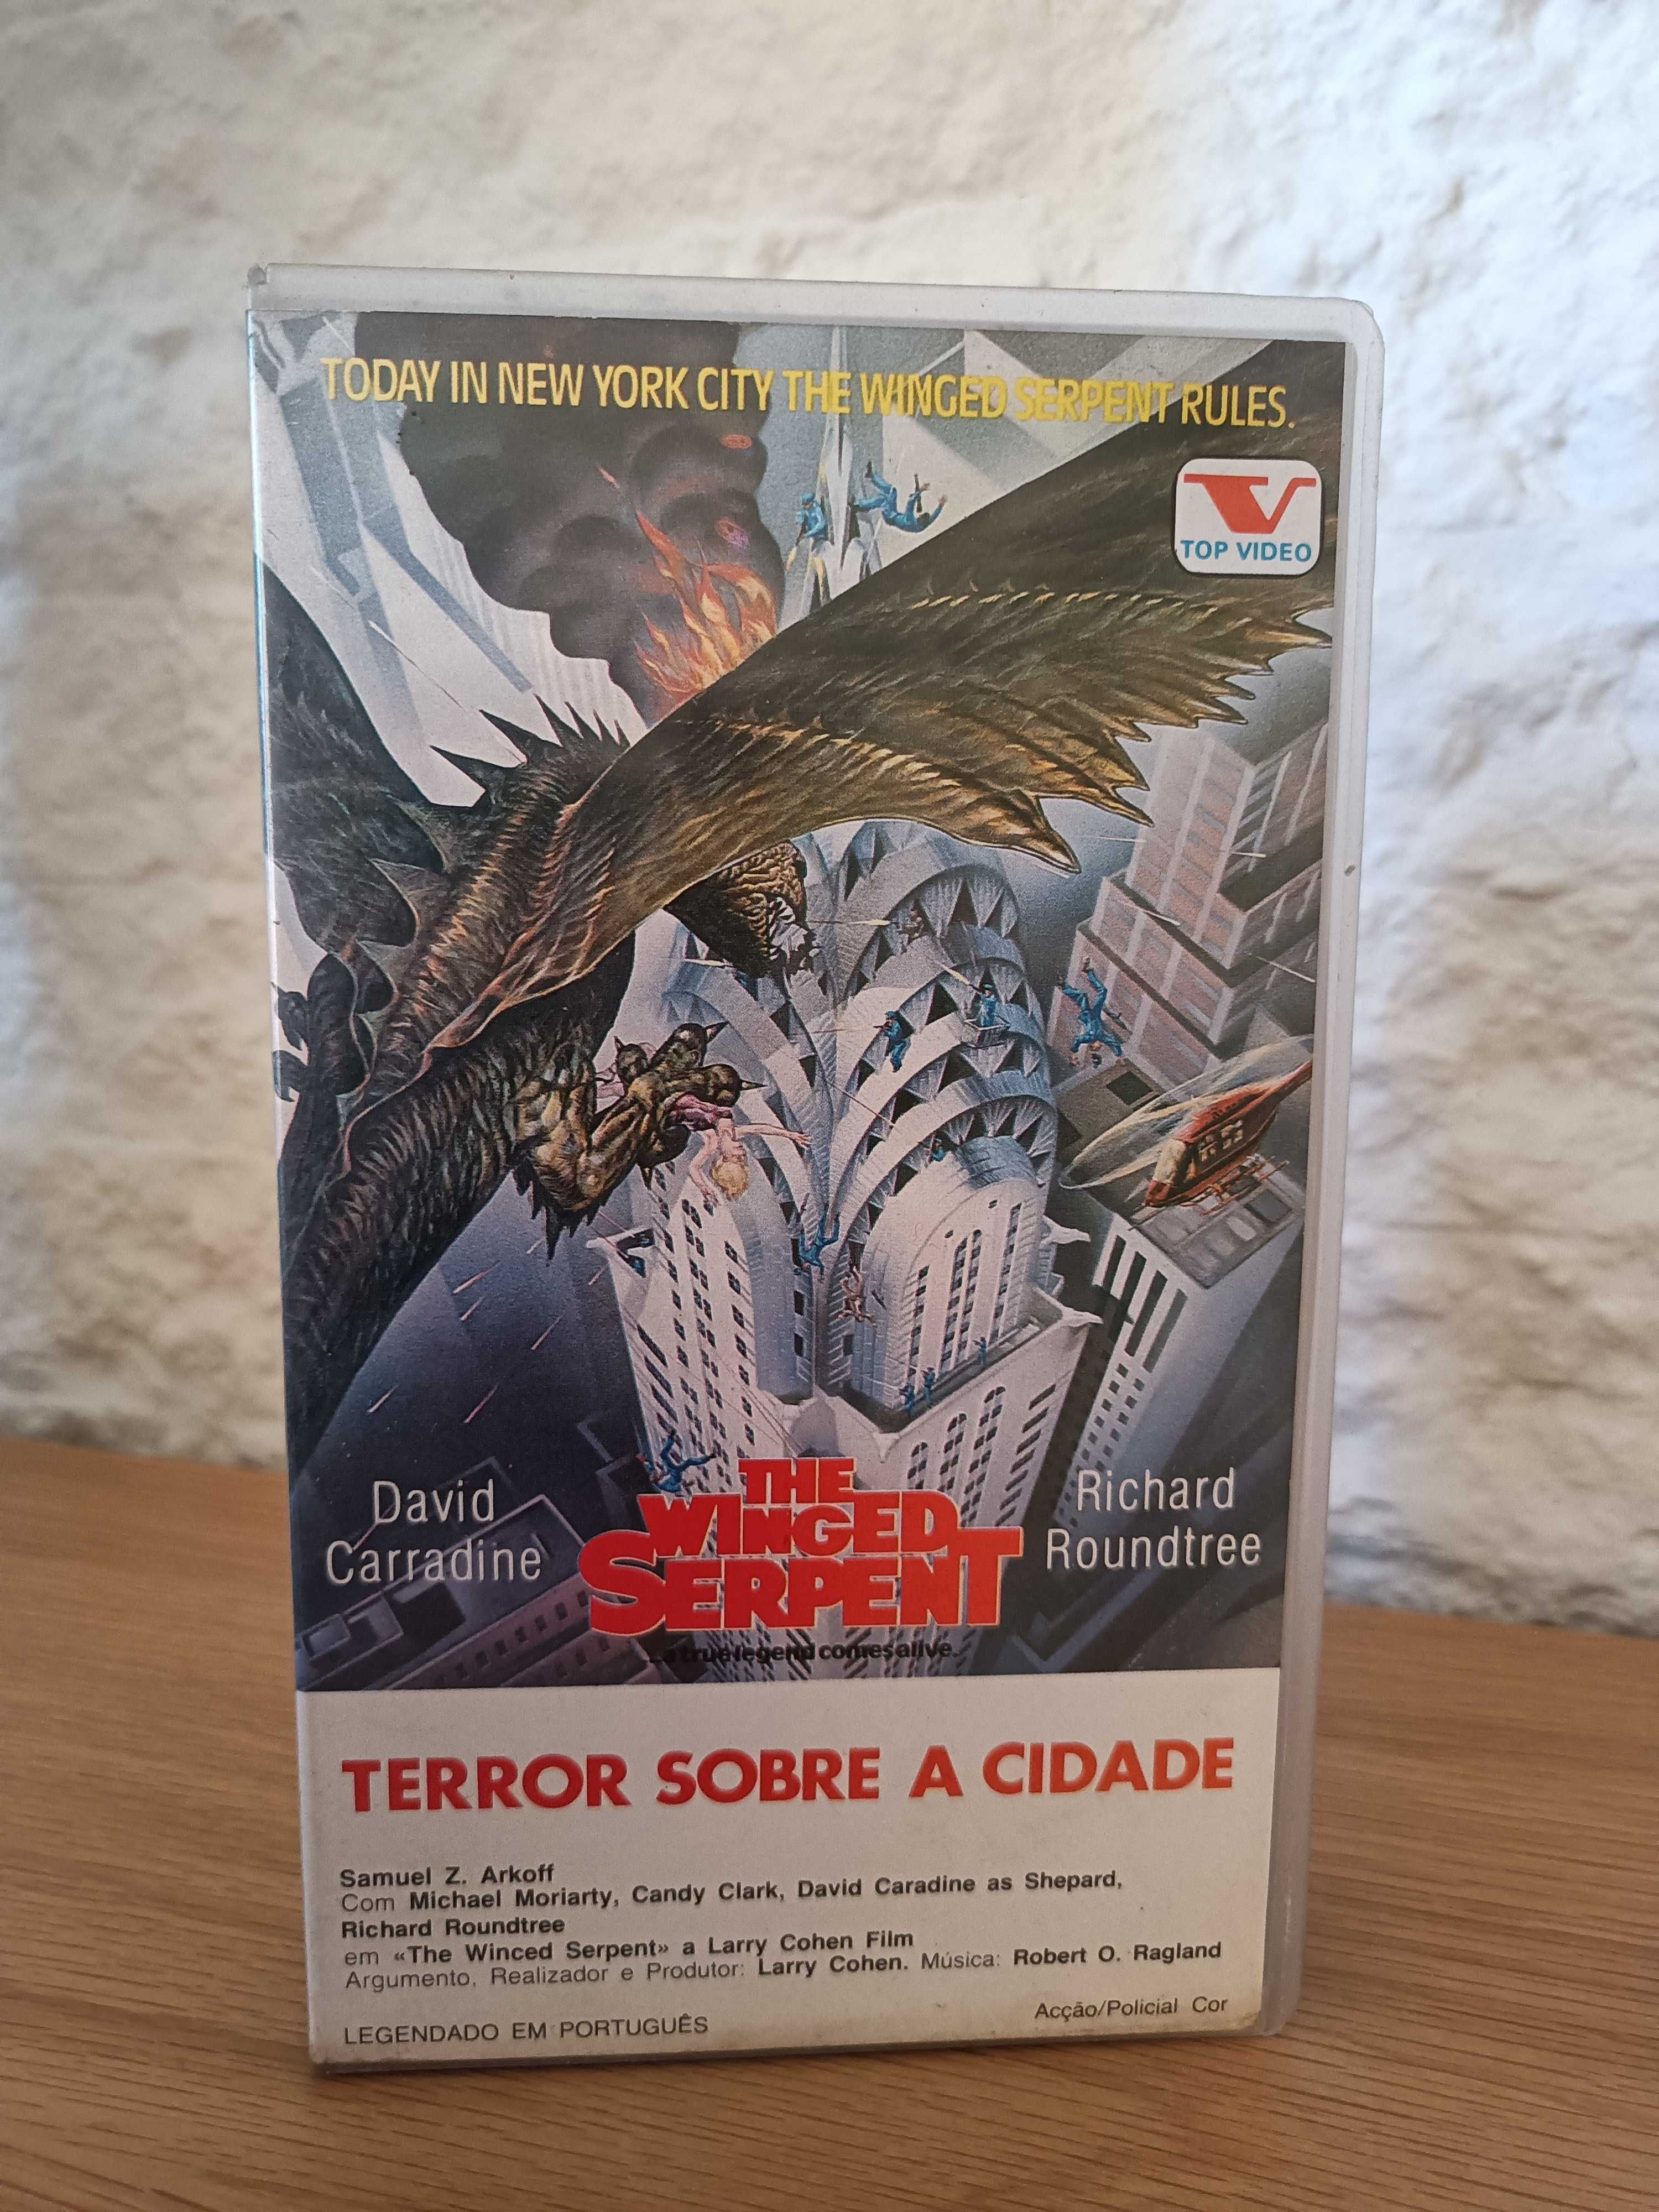 TODAY IN NEW YORK CITY THE WINGED SERPENT RULES.
TOP VIDEO
David
Carradine
THE
WINGED
SERPENT
Richard
Roundtree
...a true legend comes alive.
TERROR SOBRE A CIDADE
Samuel Z. Arkoff
Com Michael Moriarty, Candy Clark, David Caradine as Shepard,
Richard Roundtree
em «The Winced Serpent» a Larry Cohen Film
Argumento, Realizador e Produtor: Larry Cohen. Música: Robert O. Ragland
Acção/Policial Cor
LEGENDADO EM PORTUGUÊS